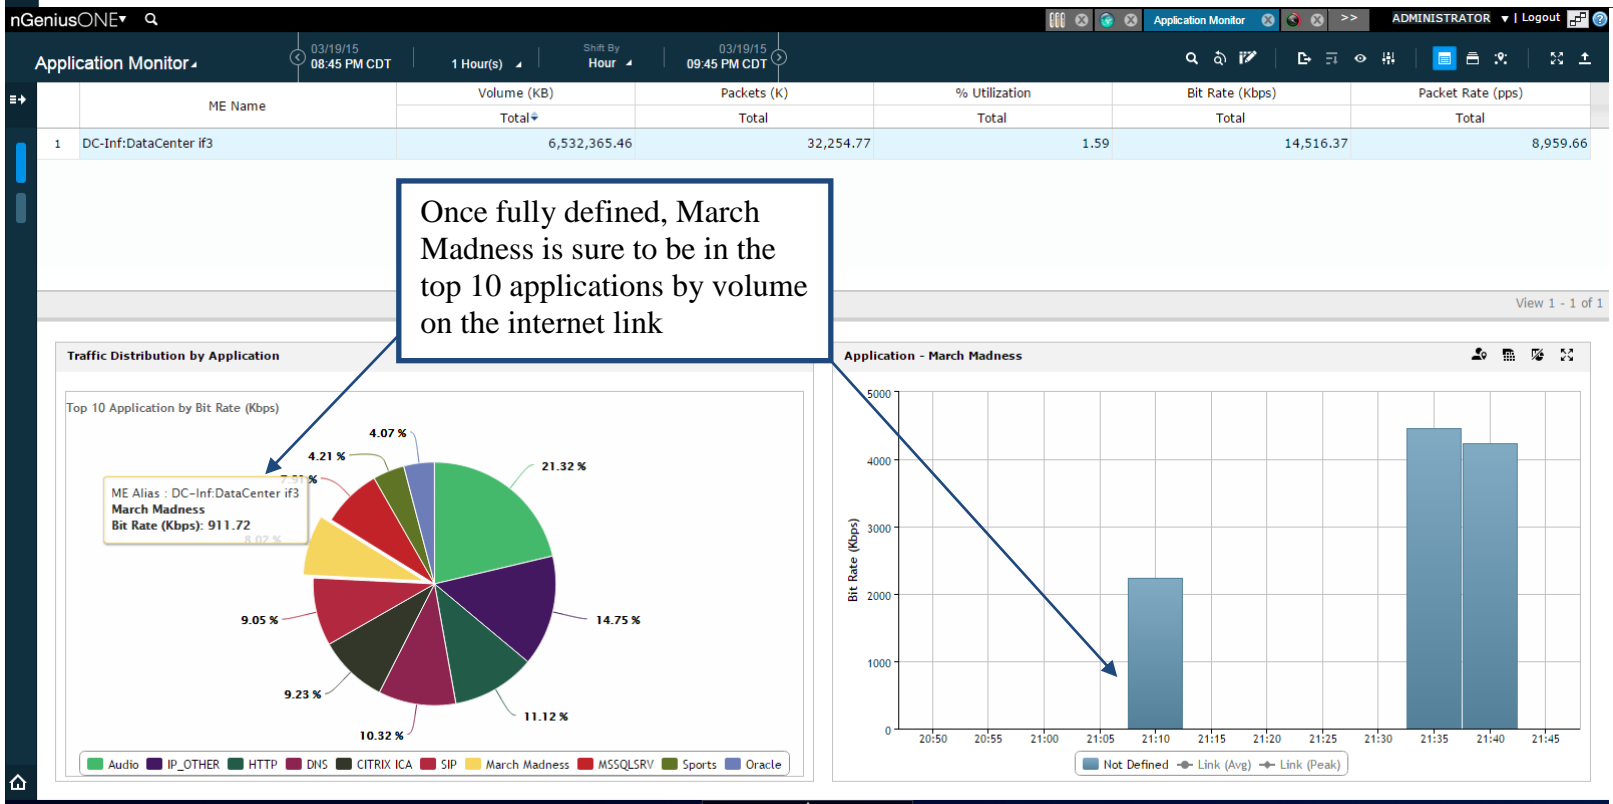 nGeniusONE
Application Monitor
>>
ADMINISTRATOR
Logout
Application Monitor
03/19/15
08:45 PM CDT
1 Hour(s)
Shift By
Hour
03/19/15
09:45 PM CDT
ME Name
Volume (KB)
Packets (K)
% Utilization
Bit Rate (Kbps)
Packet Rate (pps)
Total
Total
Total
Total
Total
1 DC-Inf:DataCenter if3 6,532,365.46 32,254.77 1.59 14,516.37 8,959.66
Once fully defined, March
Madness is sure to be in the
top 10 applications by volume
on the internet link
View 1 - 1 of 1
Traffic Distribution by Application
Top 10 Application by Bit Rate (Kbps)
4.07 %
4.21 %
7.91 %
21.32 %
ME Alias : DC-Inf:DataCenter if3
March Madness
Bit Rate (Kbps): 911.72
8.02 %
9.05 %
14.75 %
9.23 %
11.12 %
10.32 %
Audio IP_OTHER HTTP DNS CITRIX ICA SIP March Madness MSSQLSRV Sports Oracle
Application - March Madness
5000
4000
3000
2000
1000
0
Bit Rate (Kbps)
20:50 20:55 21:00 21:05 21:10 21:15 21:20 21:25 21:30 21:35 21:40 21:45
Not Defined Link (Avg) Link (Peak)